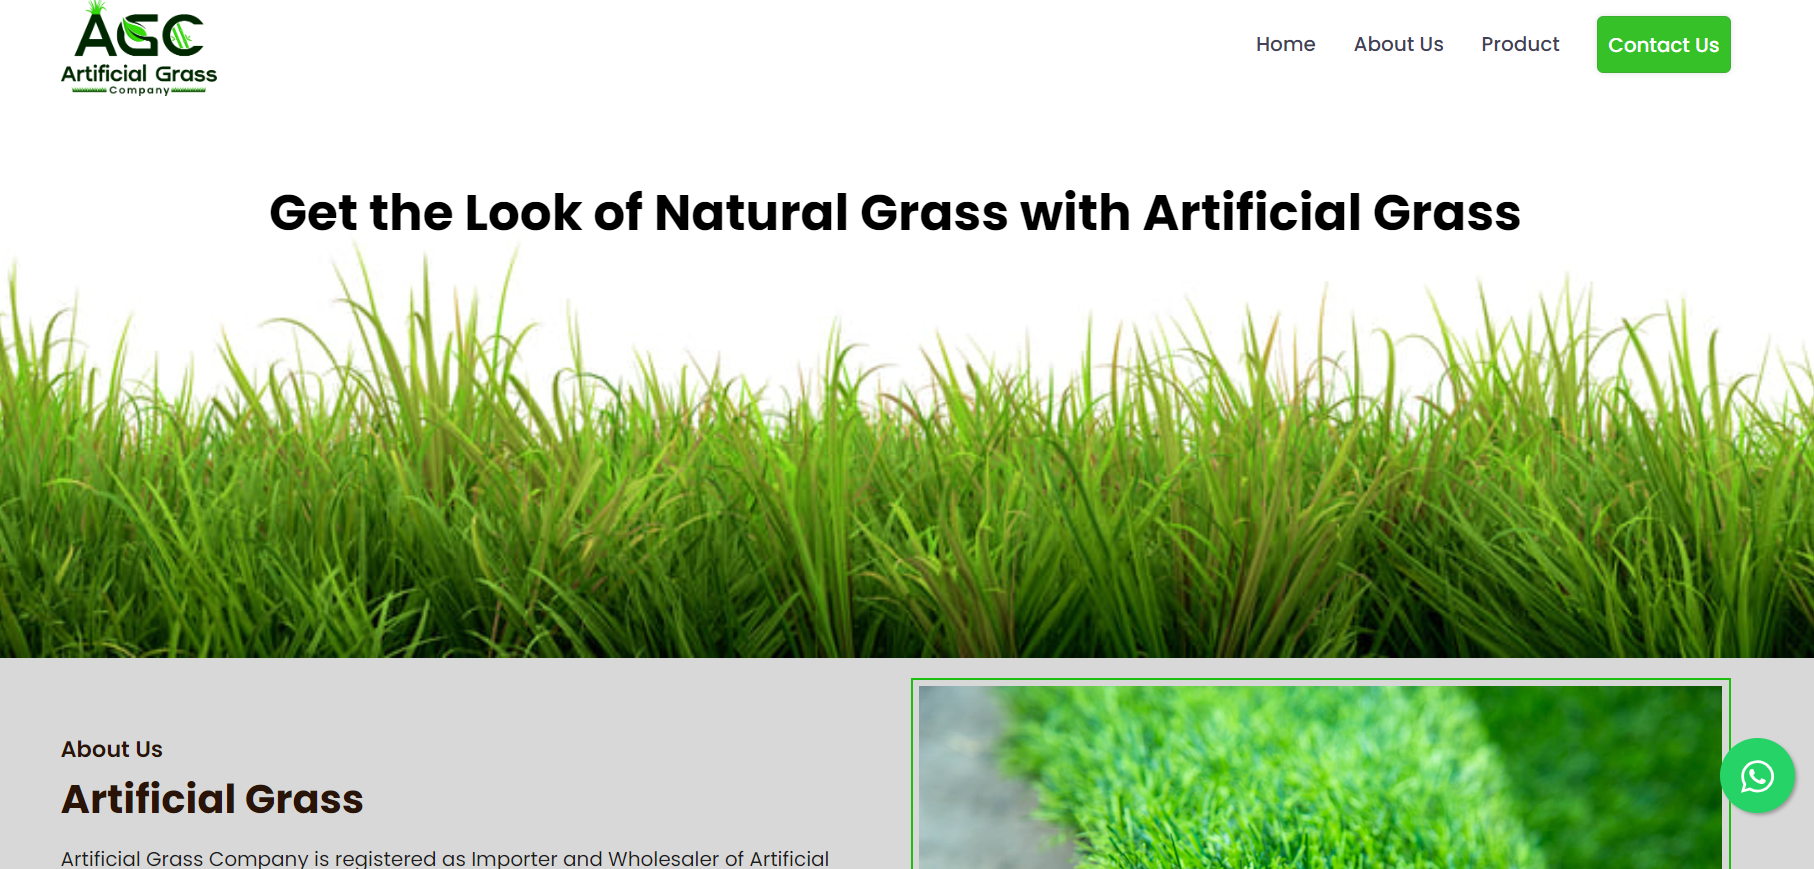 AGC
Artificial Grass
Company
Home About Us Product Contact Us
Get the Look of Natural Grass with Artificial Grass
About Us
Artificial Grass
Artificial Grass Company is registered as Importer and Wholesaler of Artificial